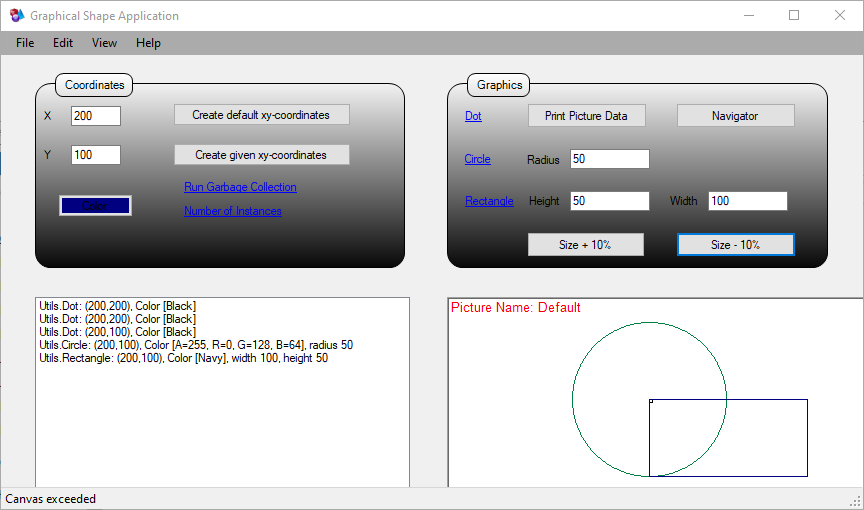 Graphical Shape Application
File Edit View Help
Coordinates
X 200 Create default xy-coordinates
Y 100 Create given xy-coordinates
Run Garbage Collection
Color Number of Instances
Graphics
Dot Print Picture Data Navigator
Circle Radius 50
Rectangle Height 50 Width 100
Size + 10% Size - 10%
Utils.Dot: (200,200), Color [Black]
Utils.Dot: (200,200), Color [Black]
Utils.Dot: (200,100), Color [Black]
Utils.Circle: (200,100), Color [A=255, R=0, G=128, B=64], radius 50
Utils.Rectangle: (200,100), Color [Navy], width 100, height 50
Picture Name: Default
Canvas exceeded